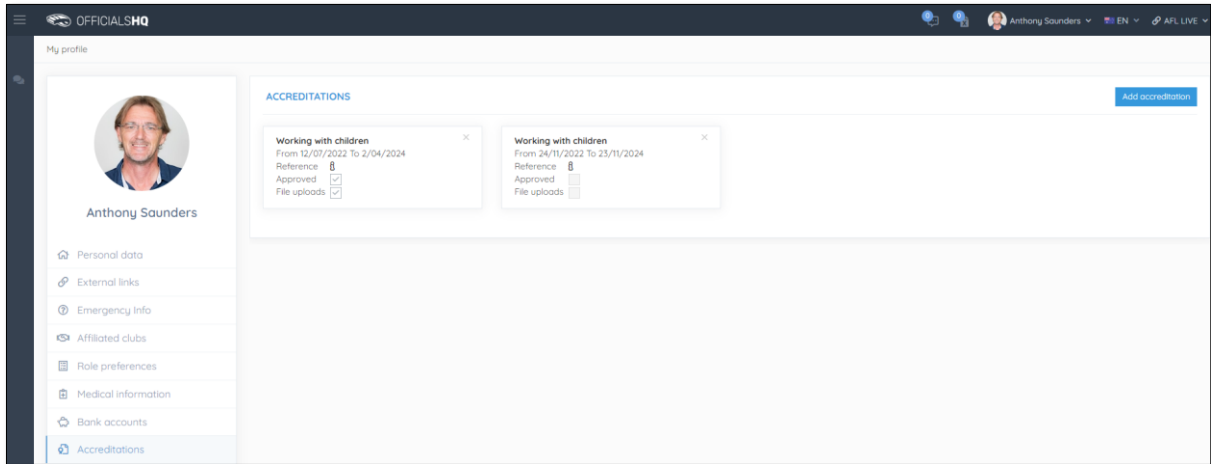 OFFICIALSHQ
0
0
Anthony Saunders
EN
AFL LIVE
My profile
Anthony Saunders
Personal data
External links
Emergency Info
Affiliated clubs
Role preferences
Medical information
Bank accounts
Accreditations
ACCREDITATIONS
Add accreditation
Working with children
From 12/07/2022 To 2/04/2024
Reference
Approved
File uploads
Working with children
From 24/11/2022 To 23/11/2024
Reference
Approved
File uploads